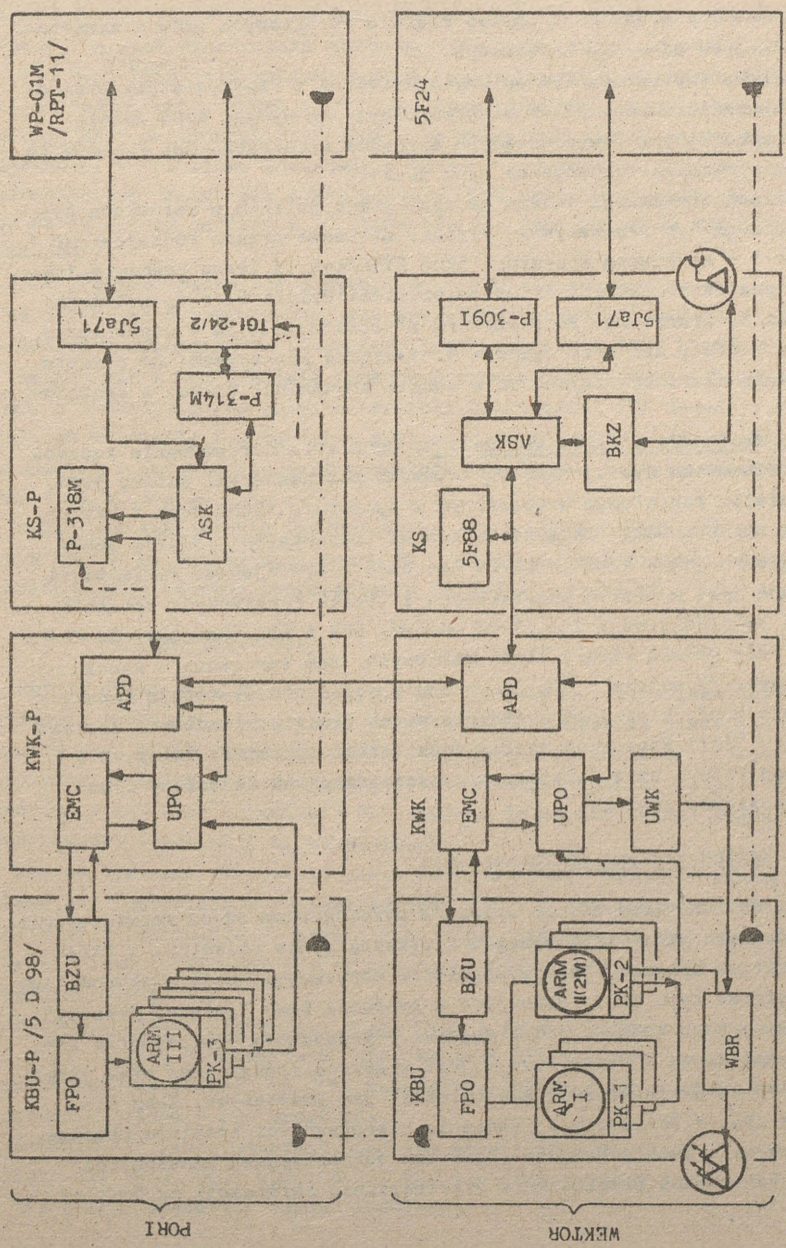 WP-01M
/RPT-11/
KS-P
5Ja71
TGf-24/2
P-318M
P-314M
ASK
KWK-P
APD
EMC
UPO
KBU-P /5 D 98/
BZU
FPO
ARM
III
PK-3
PORI
5F24
KS
P-309I
5Ja71
5F88
ASK
BKZ
KWK
APD
EMC
UPO
UWK
KBU
BZU
FPO
ARM
I
PK-1
ARM
II(2M)
PK-2
WBR
WEKTOR